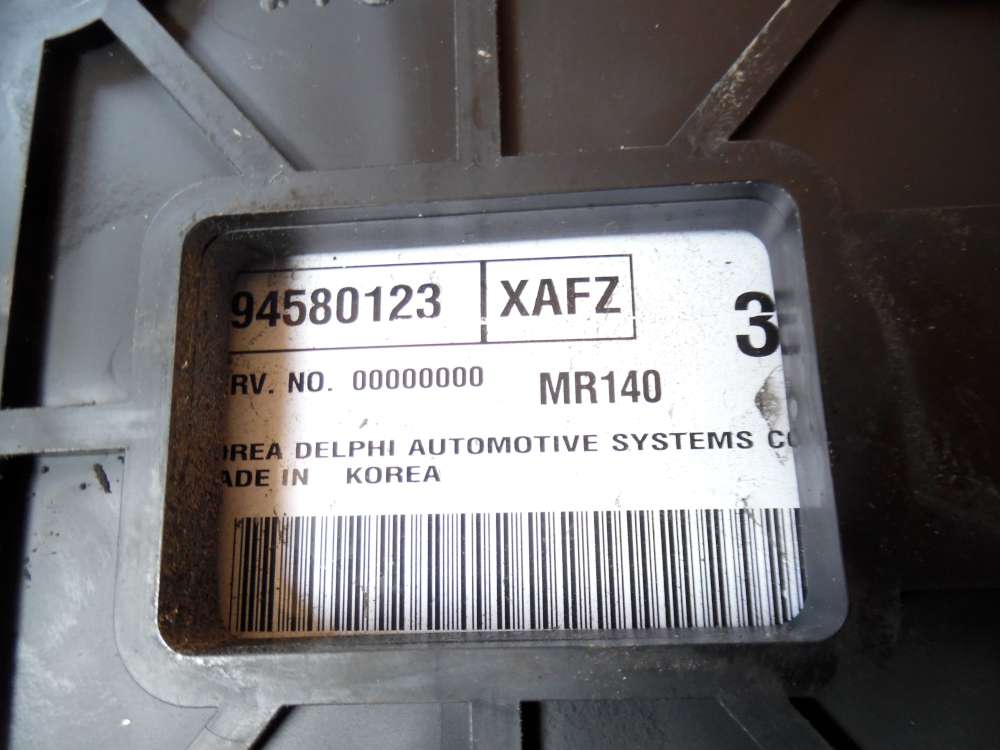 94580123 XAFZ 3
RV. NO. 00000000 MR140
OREA DELPHI AUTOMOTIVE SYSTEMS CO
ADE IN KOREA